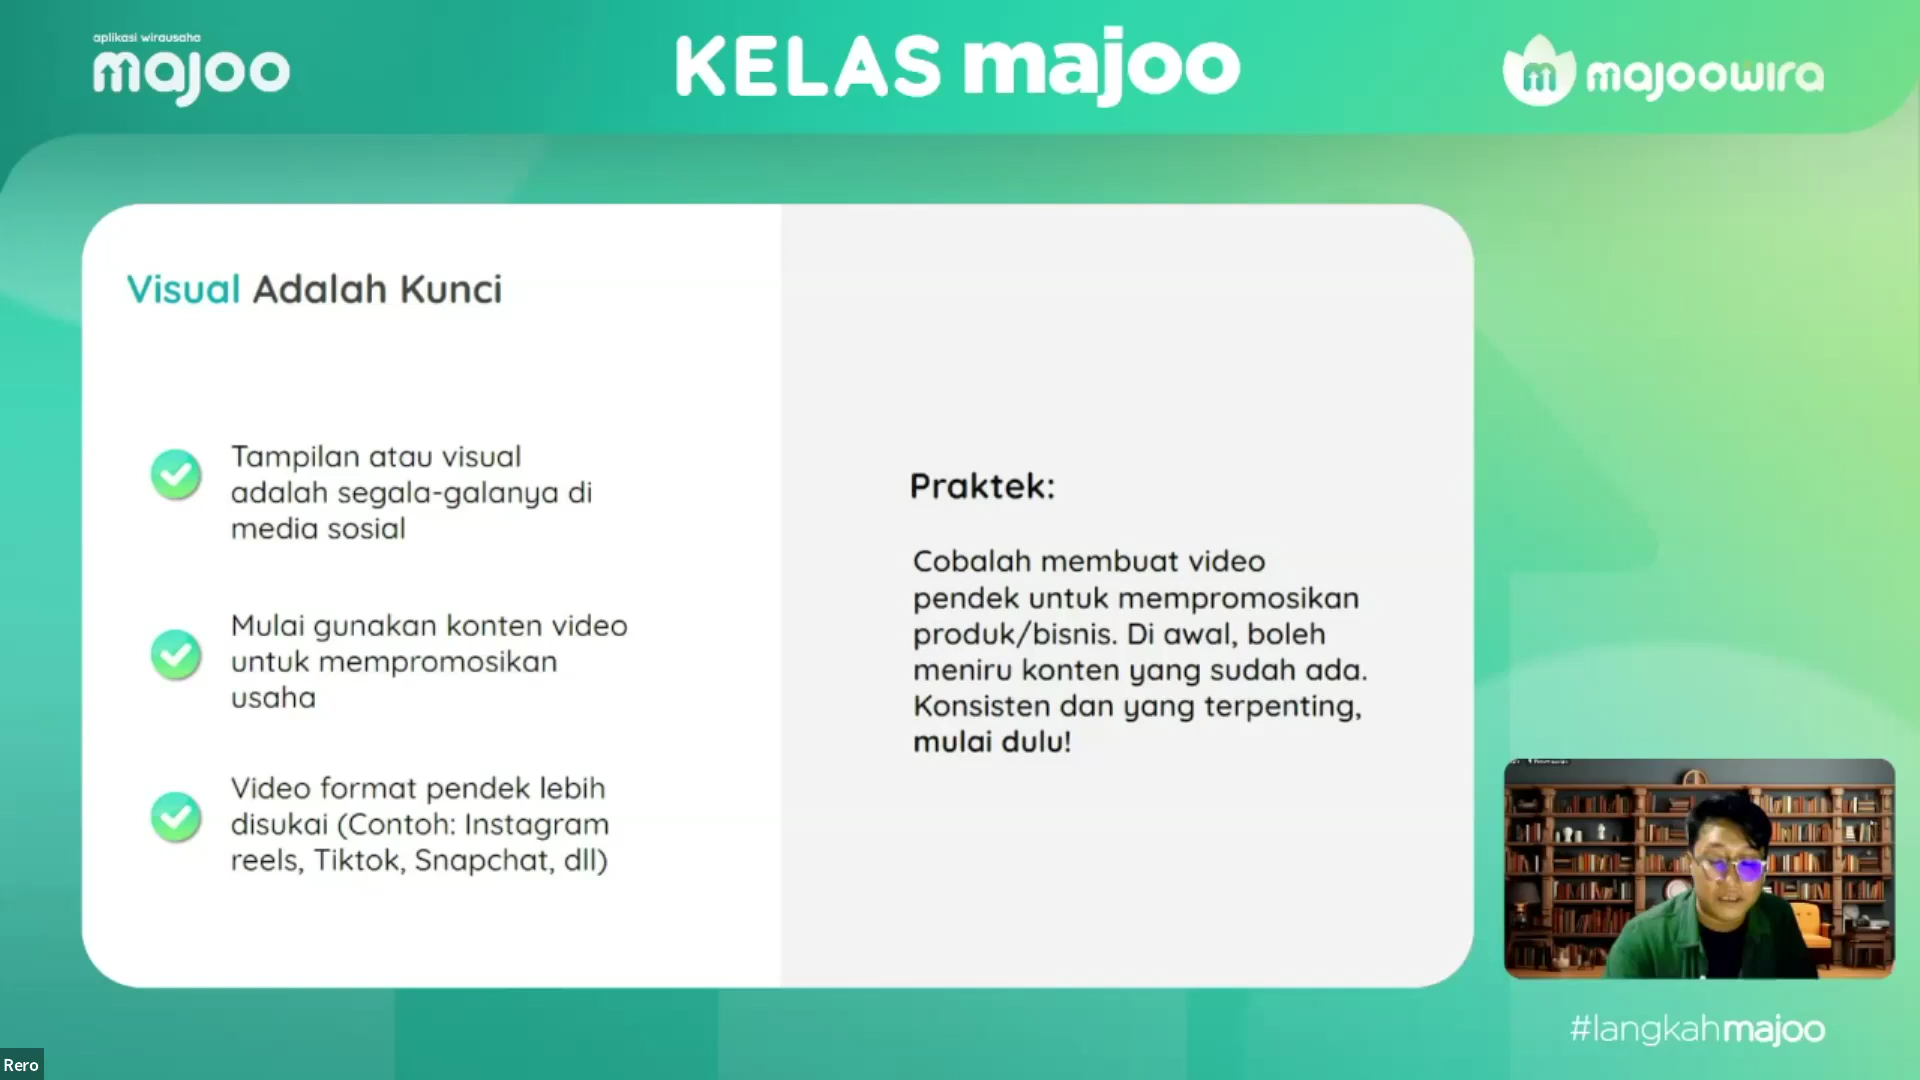 aplikasi wirausaha
majoo
KELAS majoo
majoowira
Visual Adalah Kunci
Tampilan atau visual
adalah segala-galanya di
media sosial
Mulai gunakan konten video
untuk mempromosikan
usaha
Video format pendek lebih
disukai (Contoh: Instagram
reels, Tiktok, Snapchat, dll)
Praktek:
Cobalah membuat video
pendek untuk mempromosikan
produk/bisnis. Di awal, boleh
meniru konten yang sudah ada.
Konsisten dan yang terpenting,
mulai dulu!
#langkahmajoo
Rero